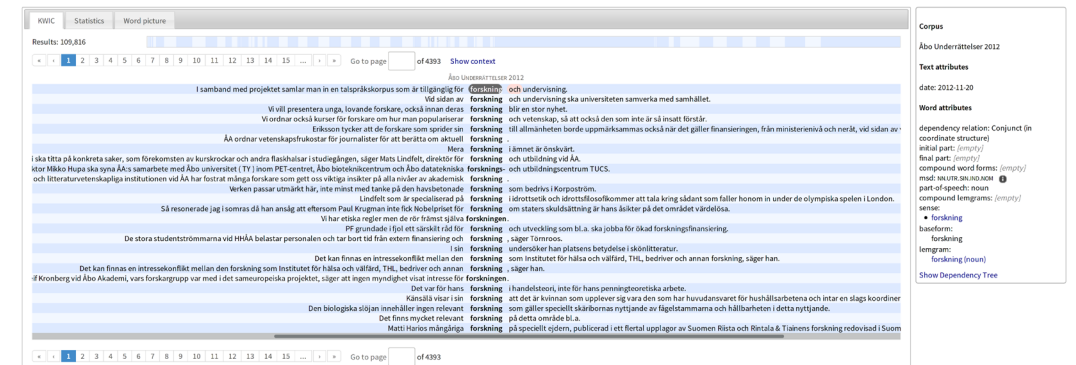 KWIC Statistics Word picture
Results: 109,816
« ‹ 1 2 3 4 5 6 7 8 9 10 11 12 13 14 15 ... › » Go to page of 4393 Show context
ÅBO UNDERRÄTTELSER 2012
I samband med projektet samlar man in en talspråkskorpus som är tillgänglig för forskning och undervisning.
Vid sidan av forskning och undervisning ska universiteten samverka med samhället.
Vi vill presentera unga, lovande forskare, också innan deras forskning blir en stor nyhet.
Vi ordnar också kurser för forskare om hur man populariserar forskning och vetenskap, så att också den som inte är så insatt förstår.
Eriksson tycker att de forskare som sprider sin forskning till allmänheten borde uppmärksammas också när det gäller finansieringen, från ministerienivå och neråt, vid sidan av
ÅA ordnar vetenskapsfrukostar för journalister för att berätta om aktuell forskning .
Mera forskning i ämnet är önskvärt.
i ska titta på konkreta saker, som förekomsten av kurskrockar och andra flaskhalsar i studiegången, säger Mats Lindfelt, direktör för forskning och utbildning vid ÅA.
ktor Mikko Hupa ska syna ÅA:s samarbete med Åbo universitet ( TY ) inom PET-centret, Åbo bioteknikcentrum och Åbo datatekniska forsknings- och utbildningscentrum TUCS.
och litteraturvetenskapliga institutionen vid ÅA har fostrat många forskare som gett oss viktiga insikter på alla nivåer av akademisk forskning .
Verken passar utmärkt här, inte minst med tanke på den havsbetonade forskning som bedrivs i Korpoström.
Lindfelt som är specialiserad på forskning i idrottsetik och idrottsfilosofikommer att tala kring sådant som faller honom in under de olympiska spelen i London.
Så resonerade jag i somras då han ansåg att eftersom Paul Krugman inte fick Nobelpriset för forskning om staters skuldsättning är hans åsikter på det området värdelösa.
Vi har etiska regler men de rör främst själva forskningen.
PF grundade i fjol ett särskilt råd för forskning och utveckling som bl.a. ska jobba för ökad forskningsfinansiering.
De stora studentströmmarna vid HHÅA belastar personalen och tar bort tid från extern finansiering och forskning , säger Törnroos.
I sin forskning undersöker han platsens betydelse i skönlitteratur.
Det kan finnas en intressekonflikt mellan den forskning som Institutet för hälsa och välfärd, THL, bedriver och annan forskning, säger han.
Det kan finnas en intressekonflikt mellan den forskning som Institutet för hälsa och välfärd, THL, bedriver och annan forskning , säger han.
if Kronberg vid Åbo Akademi, vars forskargrupp var med i det sameuropeiska projektet, säger att ingen myndighet visat intresse för forskningen.
Det var för hans forskning i handelsteori, inte för hans penningteoretiska arbete.
Känsälä visar i sin forskning att det är kvinnan som upplever sig vara den som har huvudansvaret för hushållsarbetena och intar en slags koordiner
Den biologiska slöjan innehåller ingen relevant forskning som gäller speciellt skäribornas nyttjande av fågelstammarna och hållbarheten i detta nyttjande.
Det finns mycket relevant forskning på detta område bl.a.
Matti Harios mångåriga forskning på speciellt ejdern, publicerad i ett flertal upplagor av Suomen Riista och Rintala & Tiainens forskning redovisad i Suom
« ‹ 1 2 3 4 5 6 7 8 9 10 11 12 13 14 15 ... › » Go to page of 4393
Corpus
Åbo Underrättelser 2012
Text attributes
date: 2012-11-20
Word attributes
dependency relation: Conjunct (in
coordinate structure)
initial part: [empty]
final part: [empty]
compound word forms: [empty]
msd: NN.UTR.SIN.IND.NOM
part-of-speech: noun
compound lemgrams: [empty]
sense:
• forskning
baseform:
forskning
lemgram:
forskning (noun)
Show Dependency Tree